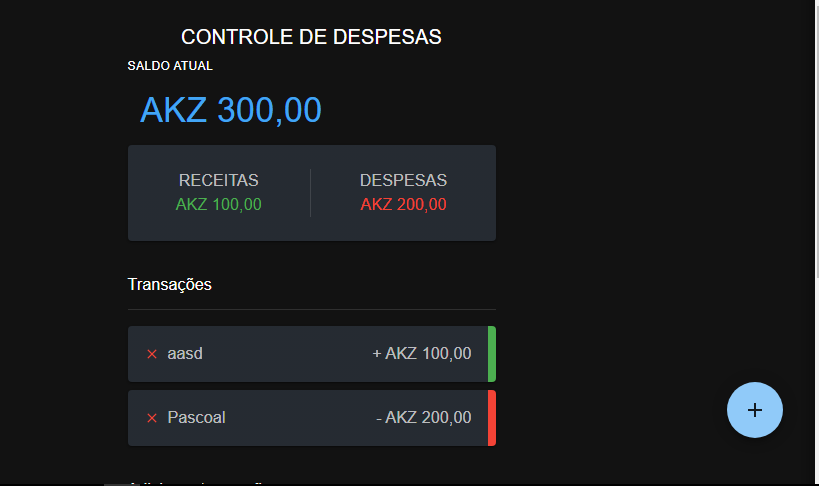 CONTROLE DE DESPESAS
SALDO ATUAL
AKZ 300,00
RECEITAS DESPESAS
AKZ 100,00 AKZ 200,00
Transações
× aasd + AKZ 100,00
× Pascoal - AKZ 200,00
+